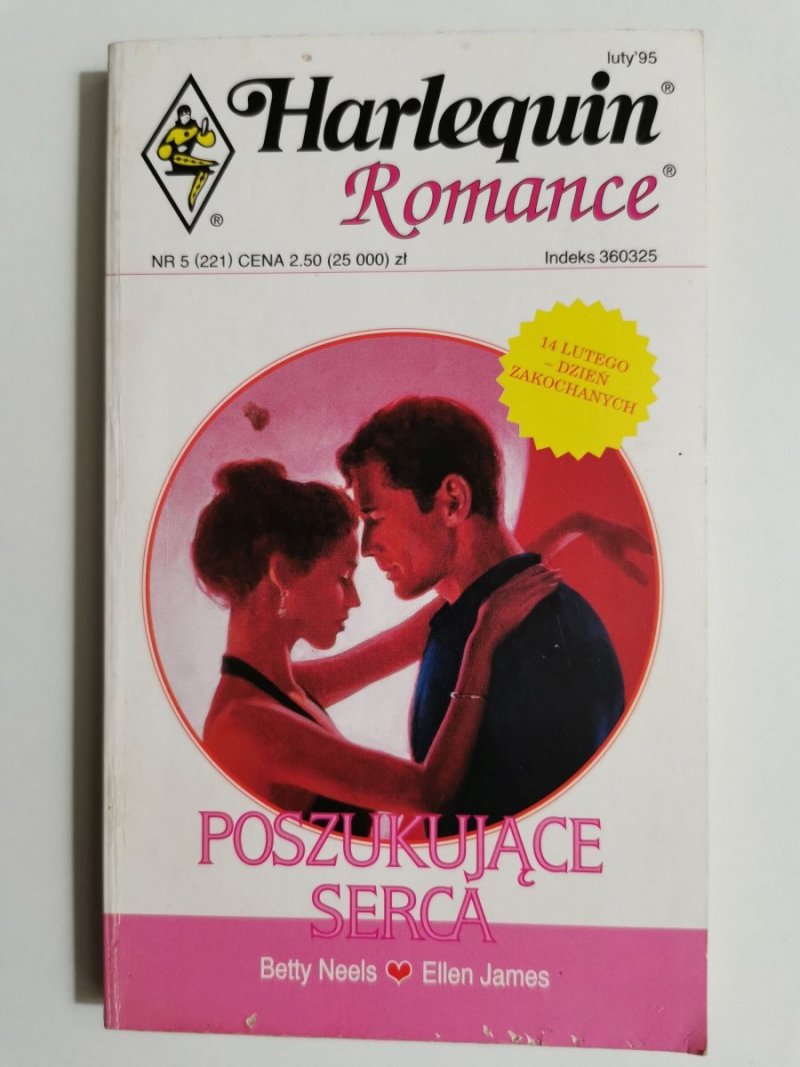 luty'95
Harlequin®
Romance®
®
NR 5 (221) CENA 2.50 (25 000) zł
Indeks 360325
14 LUTEGO
– DZIEŃ
ZAKOCHANYCH
POSZUKUJĄCE
SERCA
Betty Neels ❤ Ellen James